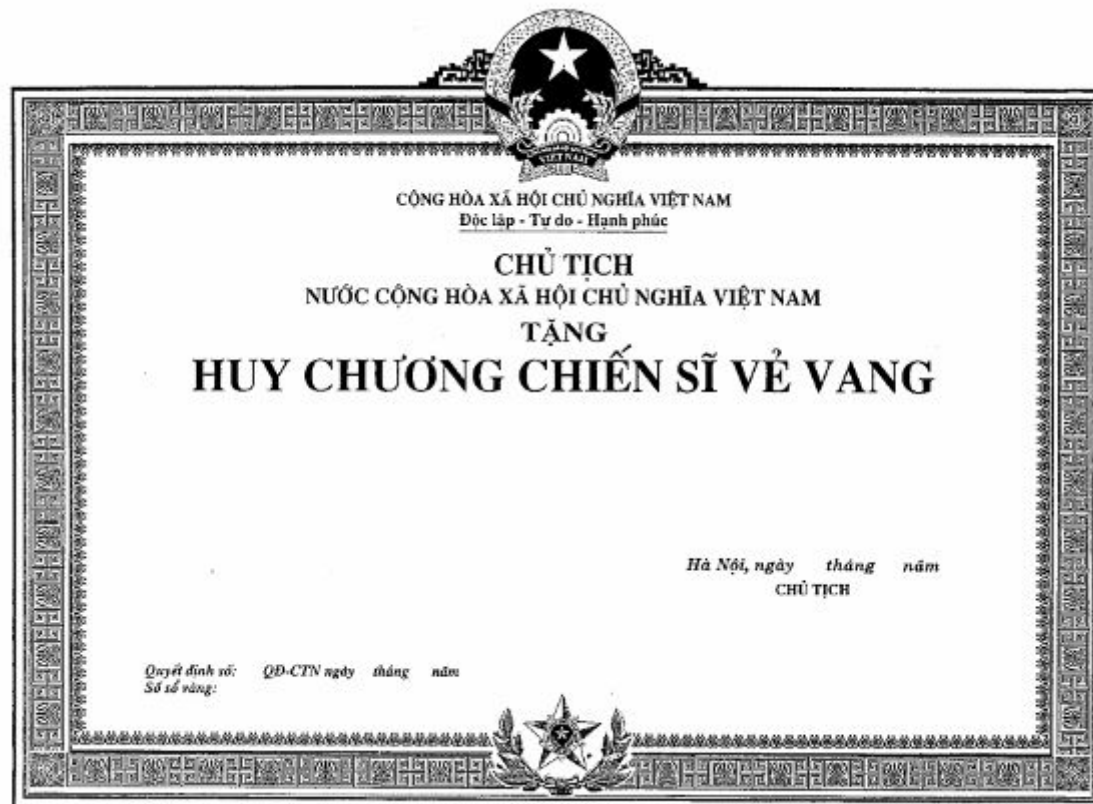 VIỆT NAM
CỘNG HÒA XÃ HỘI CHỦ NGHĨA VIỆT NAM
Độc lập - Tự do - Hạnh phúc
CHỦ TỊCH
NƯỚC CỘNG HÒA XÃ HỘI CHỦ NGHĨA VIỆT NAM
TẶNG
HUY CHƯƠNG CHIẾN SĨ VẺ VANG
Hà Nội, ngày tháng năm
CHỦ TỊCH
Quyết định số: QĐ-CTN ngày tháng năm
Số sổ vàng: